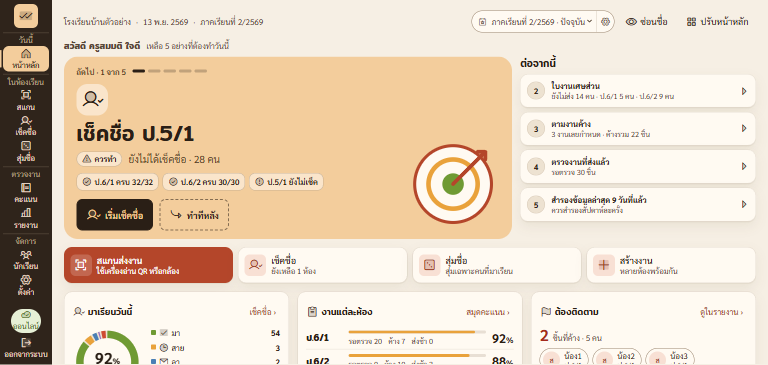 วันนี้
หน้าหลัก
ในห้องเรียน
สแกน
เช็คชื่อ
สุ่มชื่อ
ตรวจงาน
คะแนน
รายงาน
จัดการ
นักเรียน
ตั้งค่า
ออนไลน์
ออกจากระบบ
โรงเรียนบ้านตัวอย่าง · 13 พ.ย. 2569 · ภาคเรียนที่ 2/2569
ภาคเรียนที่ 2/2569 · ปัจจุบัน
ซ่อนชื่อ
ปรับหน้าหลัก
สวัสดี ครูสมมติ ใจดี เหลือ 5 อย่างที่ต้องทำวันนี้
ถัดไป · 1 จาก 5
เช็คชื่อ ป.5/1
ควรทำ ยังไม่ได้เช็คชื่อ · 28 คน
ป.6/1 ครบ 32/32
ป.6/2 ครบ 30/30
ป.5/1 ยังไม่เช็ค
เริ่มเช็คชื่อ
ทำทีหลัง
ต่อจากนี้
2 ใบงานเศษส่วน
ยังไม่ส่ง 14 คน · ป.6/1 5 คน · ป.6/2 9 คน
3 ตามงานค้าง
3 งานเลยกำหนด · ค้างรวม 22 ชิ้น
4 ตรวจงานที่ส่งแล้ว
รอตรวจ 30 ชิ้น
5 สำรองข้อมูลล่าสุด 9 วันที่แล้ว
ควรสำรองสัปดาห์ละครั้ง
สแกนส่งงาน
ใช้เครื่องอ่าน QR หรือกล้อง
เช็คชื่อ
ยังเหลือ 1 ห้อง
สุ่มชื่อ
สุ่มเฉพาะคนที่มาเรียน
สร้างงาน
หลายห้องพร้อมกัน
มาเรียนวันนี้
เช็คชื่อ ›
92%
มา 54
สาย 3
ลา 2
งานแต่ละห้อง
สมุดคะแนน ›
ป.6/1
รอตรวจ 20 ค้าง 7 ส่งช้า 0
92%
ป.6/2
88%
ต้องติดตาม
ดูในรายงาน ›
2 ชิ้นที่ค้าง · 5 คน
ส น้อง1
ส น้อง2
ส น้อง3